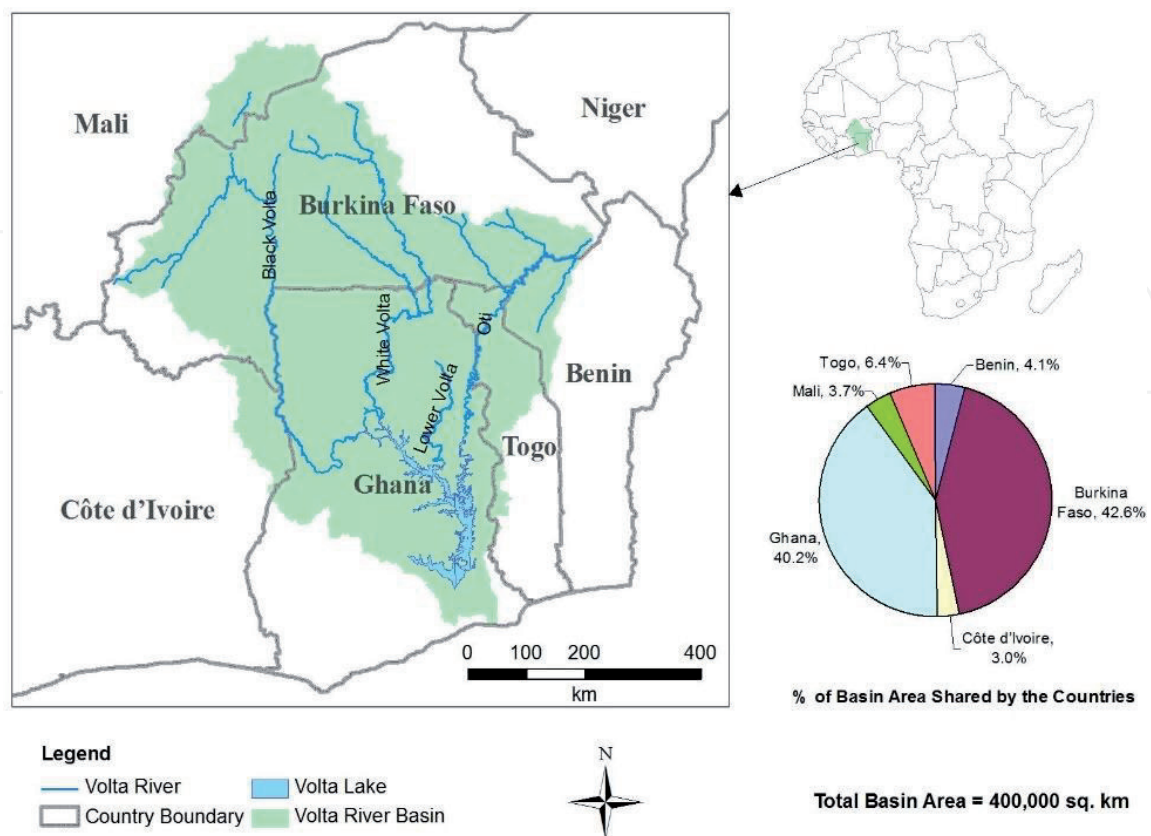 Mali
Niger
Burkina Faso
Black Volta
White Volta
Oti
Lower Volta
Benin
Togo
Ghana
Côte d’Ivoire
0 100 200 400
km
Togo, 6.4%
Benin, 4.1%
Mali, 3.7%
Burkina
Faso, 42.6%
Ghana,
40.2%
Côte d'Ivoire,
3.0%
% of Basin Area Shared by the Countries
Legend
Volta River
Volta Lake
Country Boundary
Volta River Basin
N
Total Basin Area = 400,000 sq. km